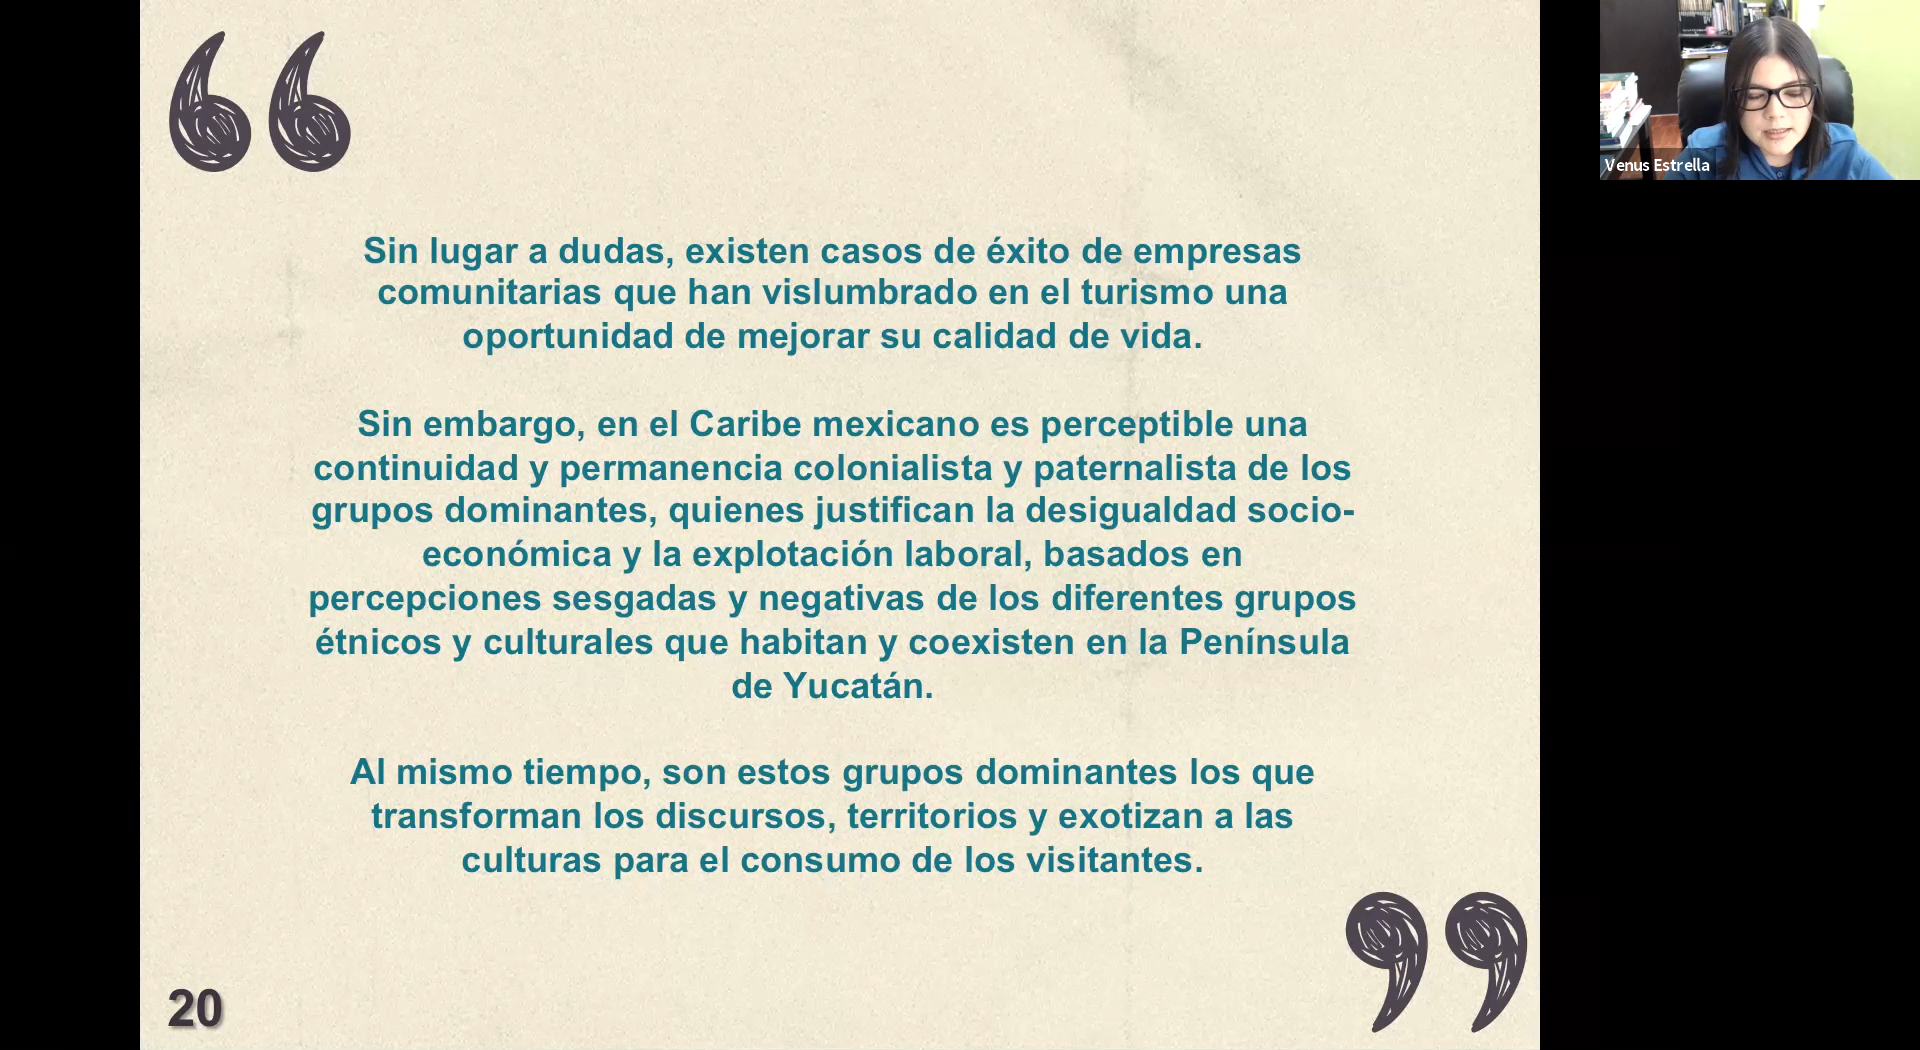 Sin lugar a dudas, existen casos de éxito de empresas
comunitarias que han vislumbrado en el turismo una
oportunidad de mejorar su calidad de vida.
Sin embargo, en el Caribe mexicano es perceptible una
continuidad y permanencia colonialista y paternalista de los
grupos dominantes, quienes justifican la desigualdad socio-
económica y la explotación laboral, basados en
percepciones sesgadas y negativas de los diferentes grupos
étnicos y culturales que habitan y coexisten en la Península
de Yucatán.
Al mismo tiempo, son estos grupos dominantes los que
transforman los discursos, territorios y exotizan a las
culturas para el consumo de los visitantes.
20
Venus Estrella